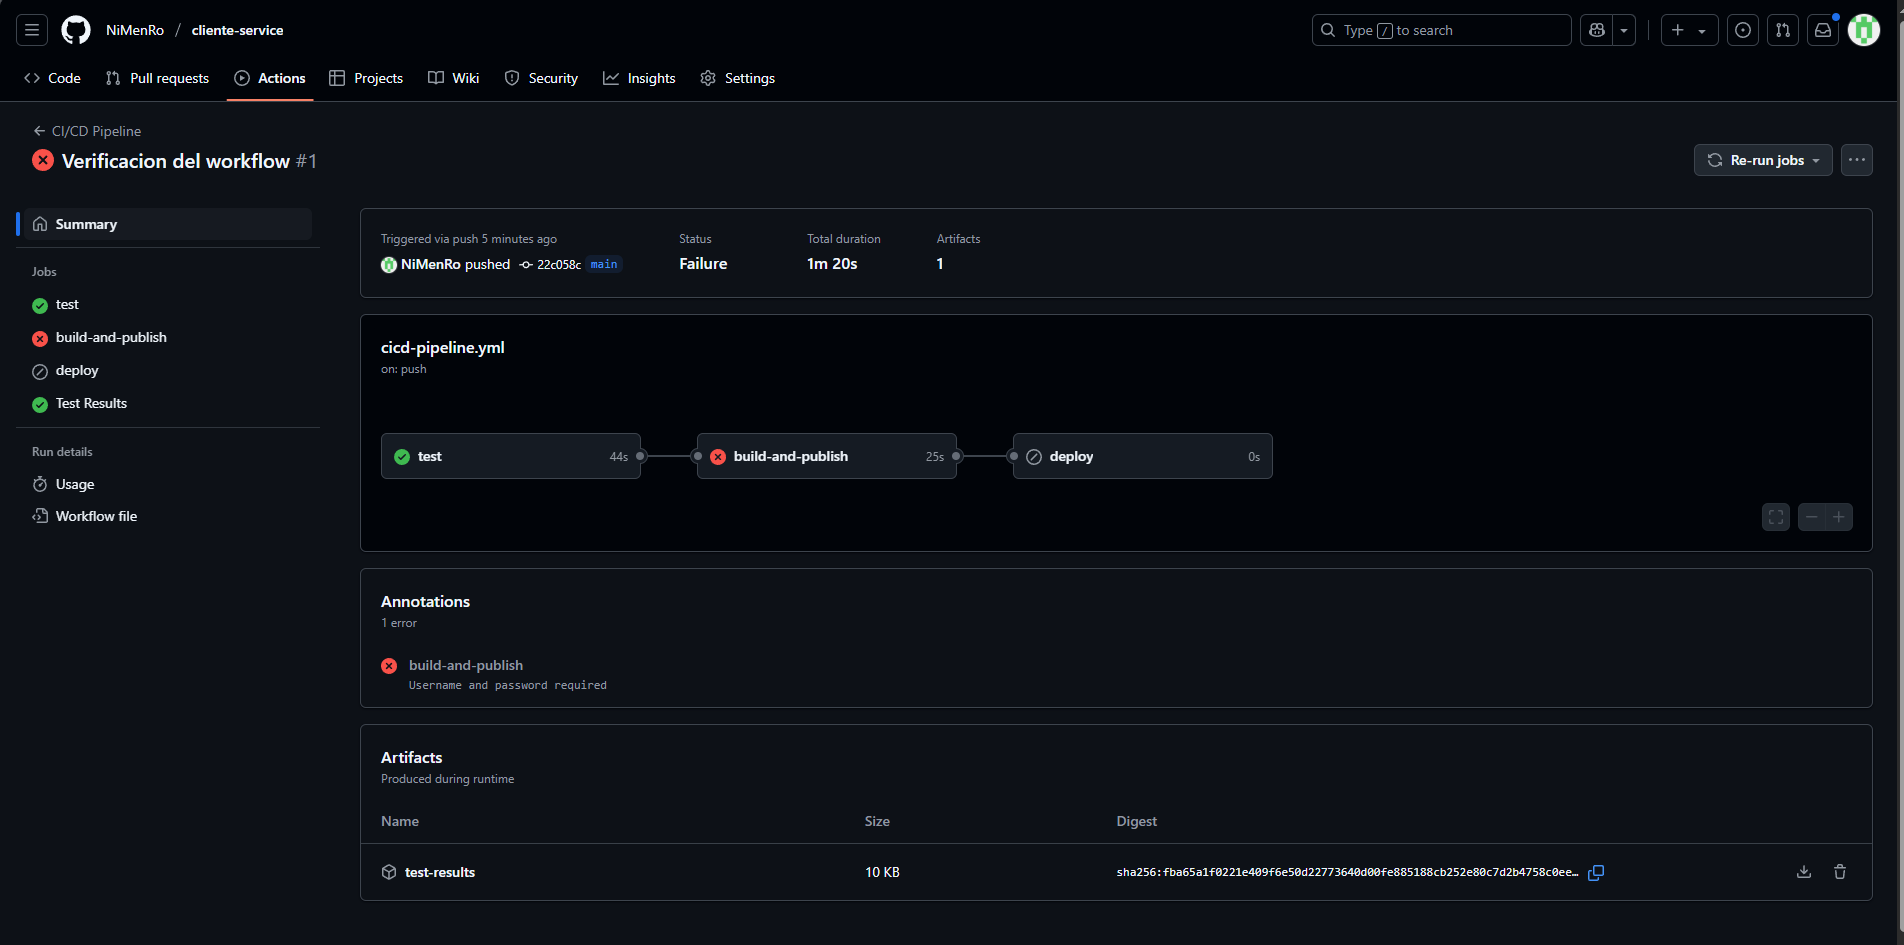 NiMenRo / cliente-service
Type / to search
Code Pull requests Actions Projects Wiki Security Insights Settings
CI/CD Pipeline
Verificacion del workflow #1
Re-run jobs
Summary
Jobs
test
build-and-publish
deploy
Test Results
Run details
Usage
Workflow file
Triggered via push 5 minutes ago
NiMenRo pushed 22c058c main
Status
Failure
Total duration
1m 20s
Artifacts
1
cicd-pipeline.yml
on: push
test 44s
build-and-publish 25s
deploy 0s
Annotations
1 error
build-and-publish
Username and password required
Artifacts
Produced during runtime
Name Size Digest
test-results 10 KB sha256:fba65a1f0221e409f6e50d22773640d00fe885188cb252e80c7d2b4758c0ee…